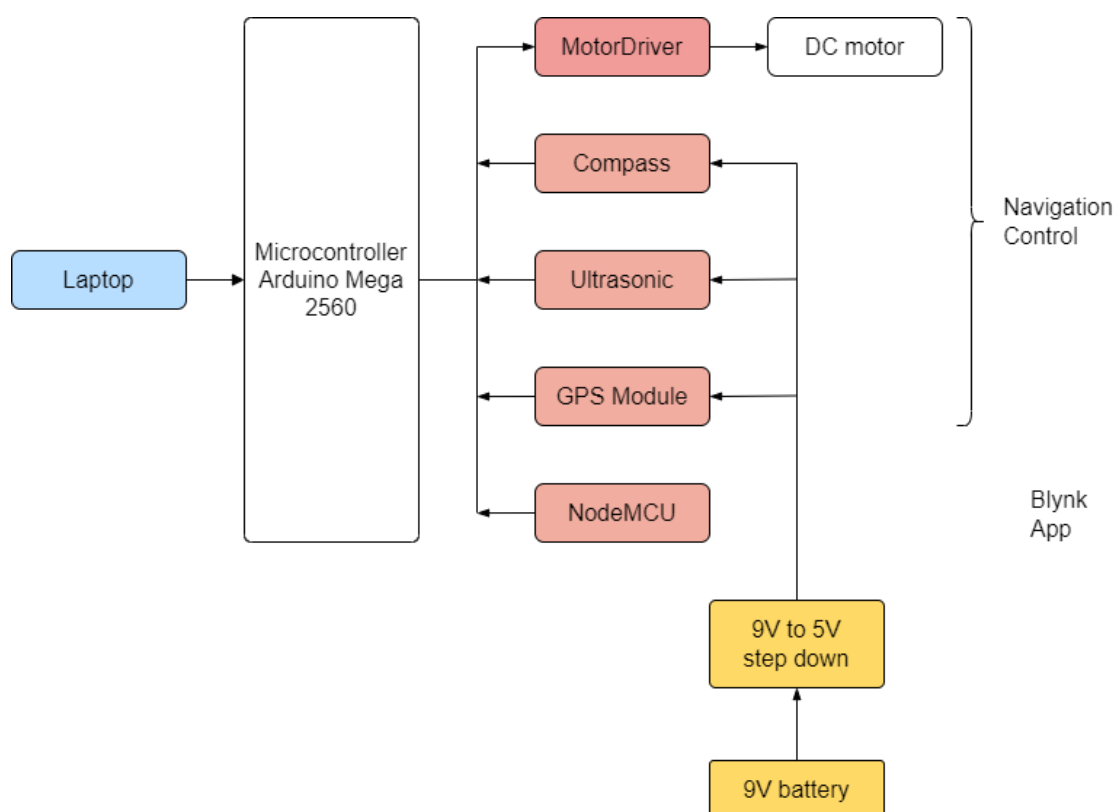 MotorDriver
DC motor
Compass
Navigation
Control
Microcontroller
Arduino Mega
2560
Laptop
Ultrasonic
GPS Module
NodeMCU
Blynk
App
9V to 5V
step down
9V battery